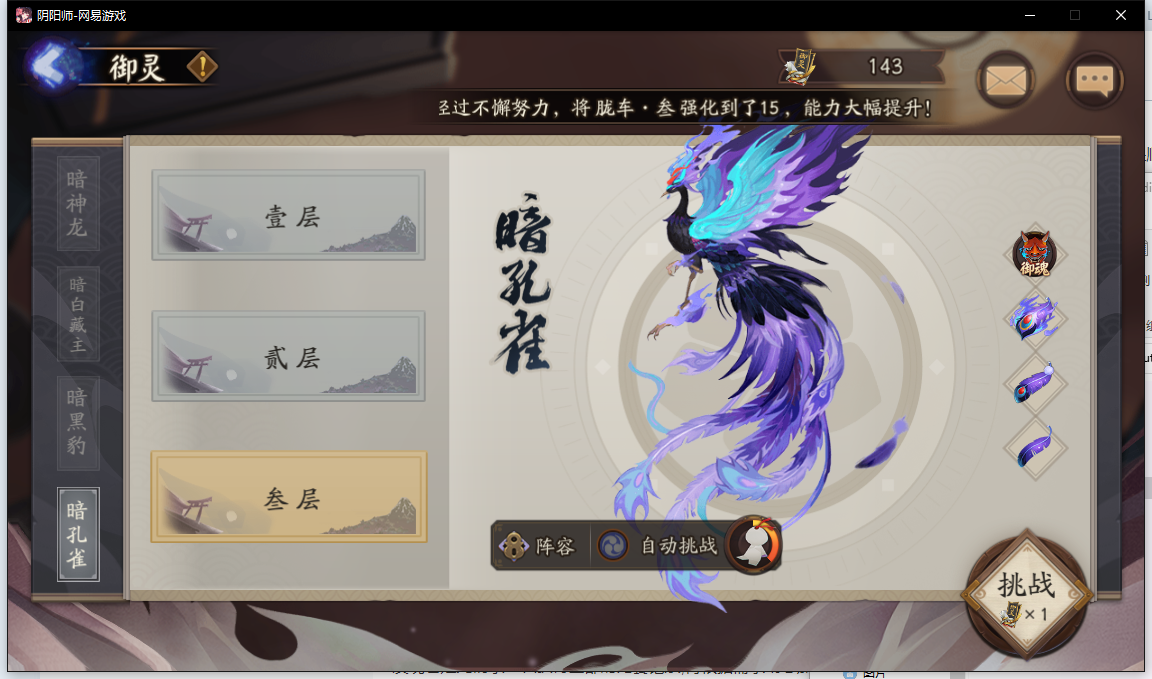 阴阳师-网易游戏
御灵
143
经过不懈努力，将胧车·叁强化到了15，能力大幅提升！
暗神龙
暗白藏主
暗黑豹
暗孔雀
壹层
贰层
叁层
暗孔雀
御魂
阵容
自动挑战
挑战
×1
图片